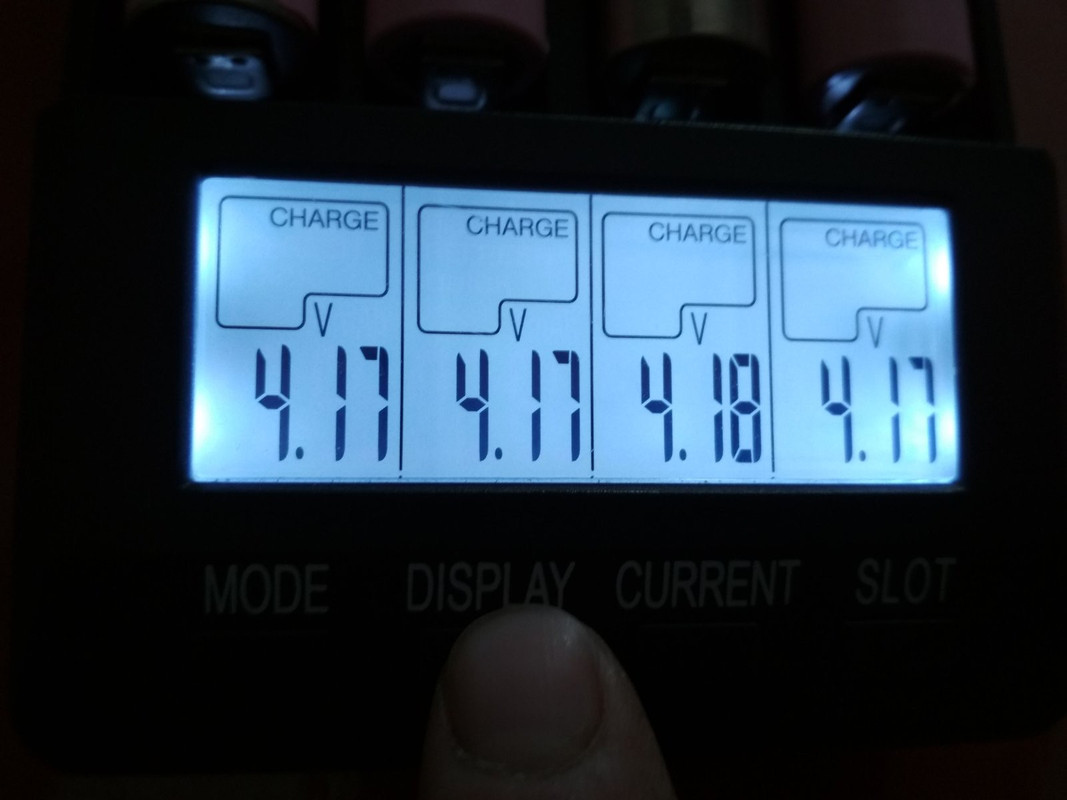 CHARGE CHARGE CHARGE CHARGE
V V V V
4.17 4.17 4.18 4.17
MODE DISPLAY CURRENT SLOT